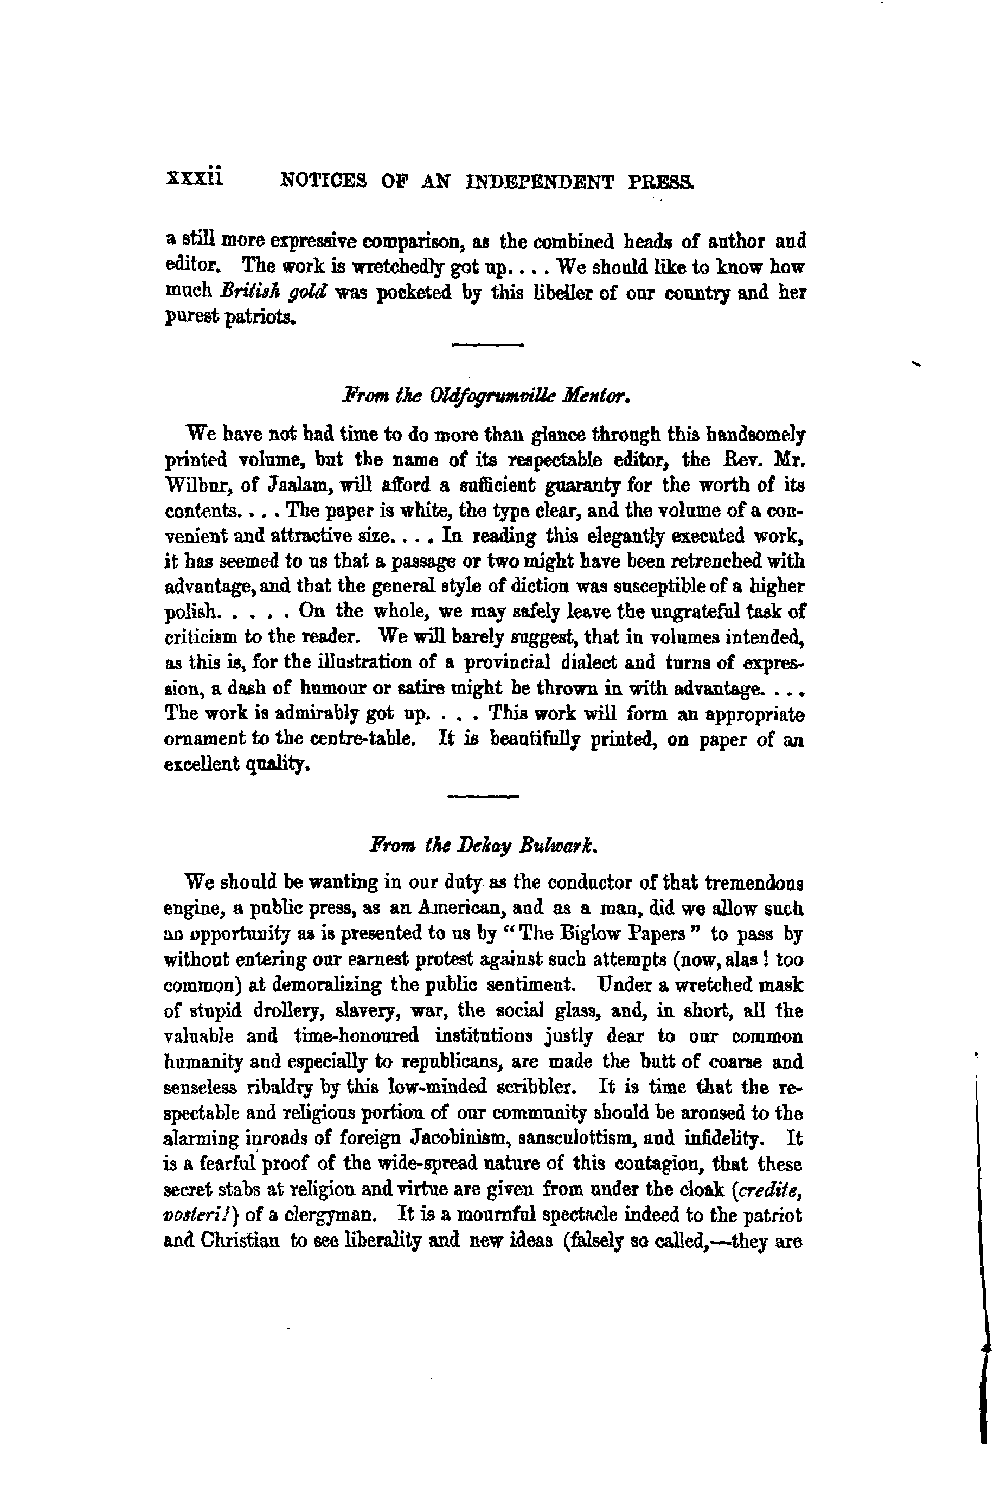 xxxii NOTICES OF AN INDEPENDENT PRESS.
a still more expressive comparison, as the combined heads of author and
editor. The work is wretchedly got up. . . . We should like to know how
much British gold was pocketed by this libeller of our country and her
purest patriots.
From the Oldfogrumville Mentor.
We have not had time to do more than glance through this handsomely
printed volume, but the name of its respectable editor, the Rev. Mr.
Wilbur, of Jaalam, will afford a sufficient guaranty for the worth of its
contents. . . . The paper is white, the type clear, and the volume of a con-
venient and attractive size. . . . In reading this elegantly executed work,
it has seemed to us that a passage or two might have been retrenched with
advantage, and that the general style of diction was susceptible of a higher
polish. . . . . On the whole, we may safely leave the ungrateful task of
criticism to the reader. We will barely suggest, that in volumes intended,
as this is, for the illustration of a provincial dialect and turns of expres-
sion, a dash of humour or satire might be thrown in with advantage. . . .
The work is admirably got up. . . . This work will form an appropriate
ornament to the centre-table. It is beautifully printed, on paper of an
excellent quality.
From the Dekay Bulwark.
We should be wanting in our duty as the conductor of that tremendous
engine, a public press, as an American, and as a man, did we allow such
an opportunity as is presented to us by "The Biglow Papers" to pass by
without entering our earnest protest against such attempts (now, alas! too
common) at demoralizing the public sentiment. Under a wretched mask
of stupid drollery, slavery, war, the social glass, and, in short, all the
valuable and time-honoured institutions justly dear to our common
humanity and especially to republicans, are made the butt of coarse and
senseless ribaldry by this low-minded scribbler. It is time that the re-
spectable and religious portion of our community should be aroused to the
alarming inroads of foreign Jacobinism, sansculottism, and infidelity. It
is a fearful proof of the wide-spread nature of this contagion, that these
secret stabs at religion and virtue are given from under the cloak (credite,
posteri!) of a clergyman. It is a mournful spectacle indeed to the patriot
and Christian to see liberality and new ideas (falsely so called,—they are